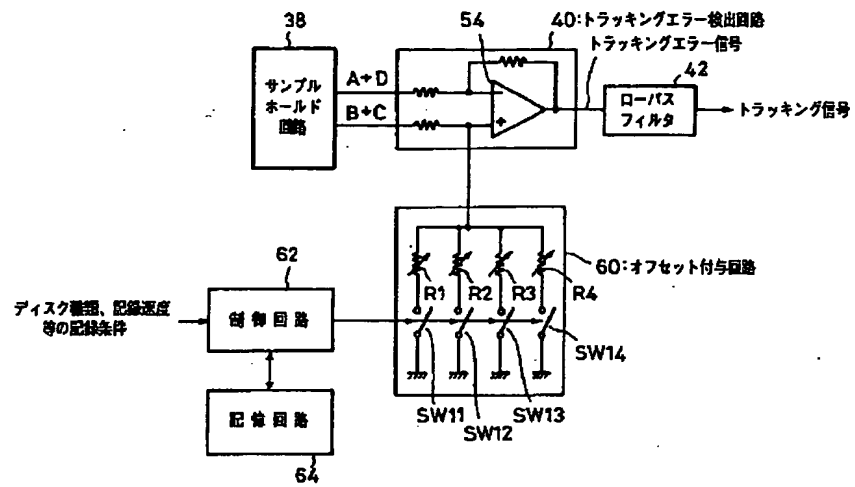 38
サンプル
ホールド
回路
A+D
B+C
54
40:トラッキングエラー検出回路
トラッキングエラー信号
42
ローパス
フィルタ
トラッキング信号
60:オフセット付与回路
R1
R2
R3
R4
SW11
SW12
SW13
SW14
62
ディスク種類、記録速度
等の記録条件
制御回路
記憶回路
64